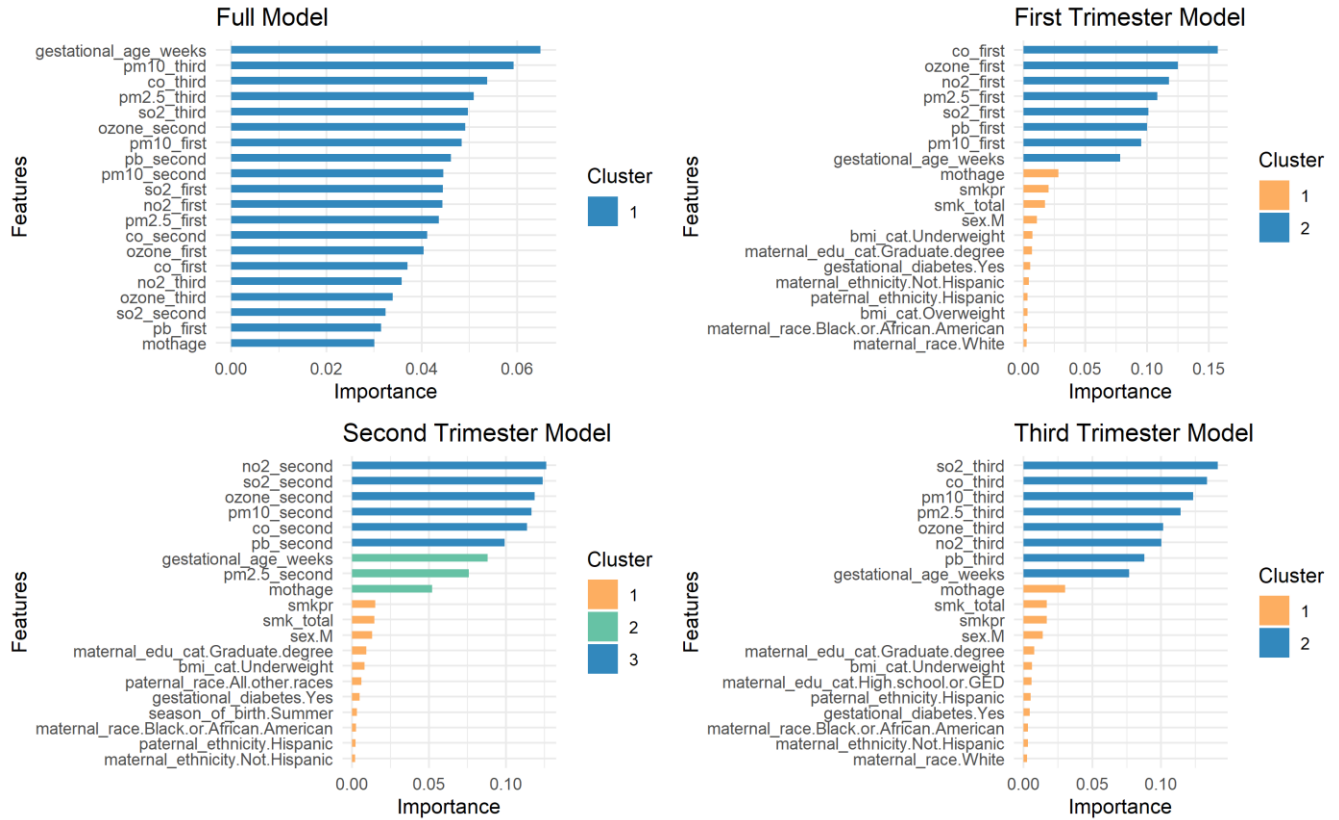 Full Model
Features
gestational_age_weeks
pm10_third
co_third
pm2.5_third
so2_third
ozone_second
pm10_first
pb_second
pm10_second
so2_first
no2_first
pm2.5_first
co_second
ozone_first
co_first
no2_third
ozone_third
so2_second
pb_first
mothage
0.00 0.02 0.04 0.06
Importance
Cluster
1
First Trimester Model
Features
co_first
ozone_first
no2_first
pm2.5_first
so2_first
pb_first
pm10_first
gestational_age_weeks
mothage
smkpr
smk_total
sex.M
bmi_cat.Underweight
maternal_edu_cat.Graduate.degree
gestational_diabetes.Yes
maternal_ethnicity.Not.Hispanic
paternal_ethnicity.Hispanic
bmi_cat.Overweight
maternal_race.Black.or.African.American
maternal_race.White
0.00 0.05 0.10 0.15
Importance
Cluster
1
2
Second Trimester Model
Features
no2_second
so2_second
ozone_second
pm10_second
co_second
pb_second
gestational_age_weeks
pm2.5_second
mothage
smkpr
smk_total
sex.M
maternal_edu_cat.Graduate.degree
bmi_cat.Underweight
paternal_race.All.other.races
gestational_diabetes.Yes
season_of_birth.Summer
maternal_race.Black.or.African.American
paternal_ethnicity.Hispanic
maternal_ethnicity.Not.Hispanic
0.00 0.05 0.10
Importance
Cluster
1
2
3
Third Trimester Model
Features
so2_third
co_third
pm10_third
pm2.5_third
ozone_third
no2_third
pb_third
gestational_age_weeks
mothage
smk_total
smkpr
sex.M
maternal_edu_cat.Graduate.degree
bmi_cat.Underweight
maternal_edu_cat.High.school.or.GED
paternal_ethnicity.Hispanic
gestational_diabetes.Yes
maternal_race.Black.or.African.American
maternal_ethnicity.Not.Hispanic
maternal_race.White
0.00 0.05 0.10
Importance
Cluster
1
2